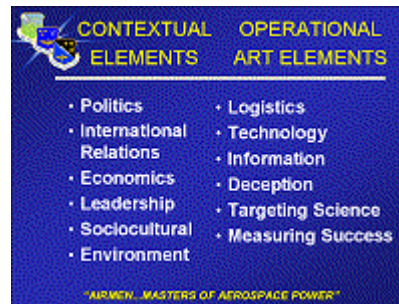 CONTEXTUAL
ELEMENTS
OPERATIONAL
ART ELEMENTS
• Politics
• International
Relations
• Economics
• Leadership
• Sociocultural
• Environment
• Logistics
• Technology
• Information
• Deception
• Targeting Science
• Measuring Success
"AIRMEN...MASTERS OF AEROSPACE POWER"